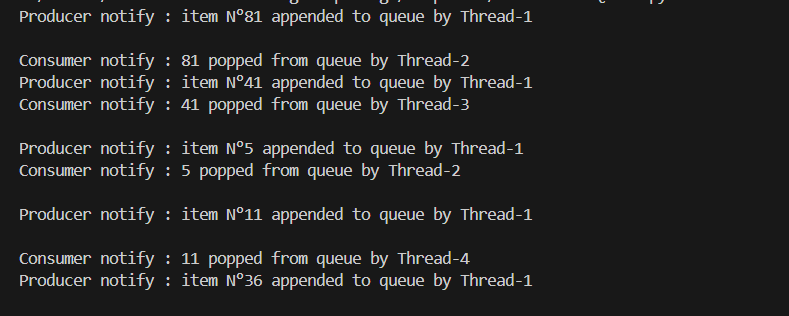 Producer notify : item N°81 appended to queue by Thread-1
Consumer notify : 81 popped from queue by Thread-2
Producer notify : item N°41 appended to queue by Thread-1
Consumer notify : 41 popped from queue by Thread-3
Producer notify : item N°5 appended to queue by Thread-1
Consumer notify : 5 popped from queue by Thread-2
Producer notify : item N°11 appended to queue by Thread-1
Consumer notify : 11 popped from queue by Thread-4
Producer notify : item N°36 appended to queue by Thread-1